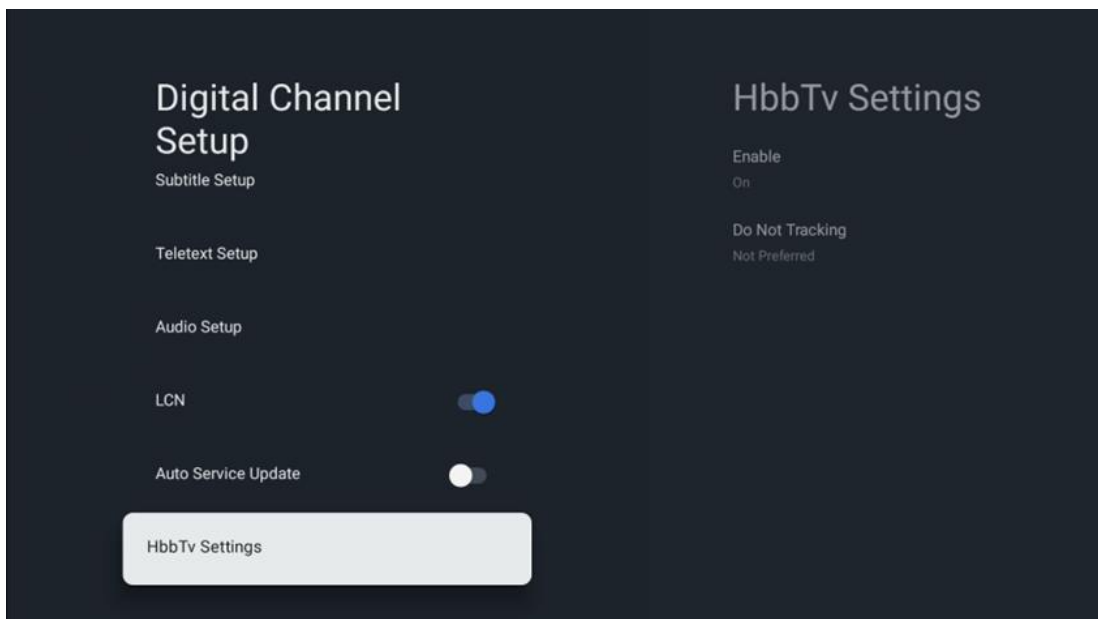 Digital Channel
Setup
Subtitle Setup
Teletext Setup
Audio Setup
LCN
Auto Service Update
HbbTv Settings
HbbTv Settings
Enable
On
Do Not Tracking
Not Preferred